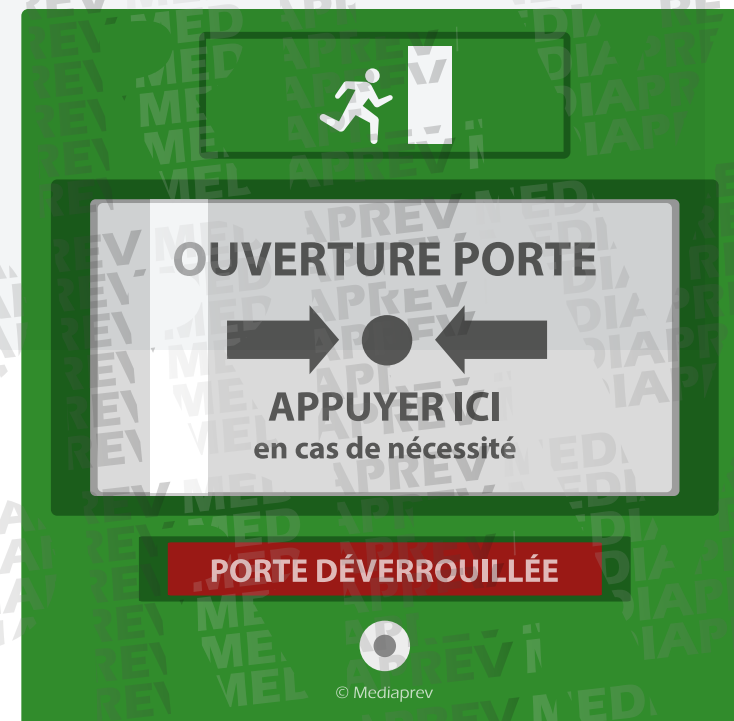 OUVERTURE PORTE
APPUYER ICI
en cas de nécessité
PORTE DÉVERROUILLÉE
© Mediaprev